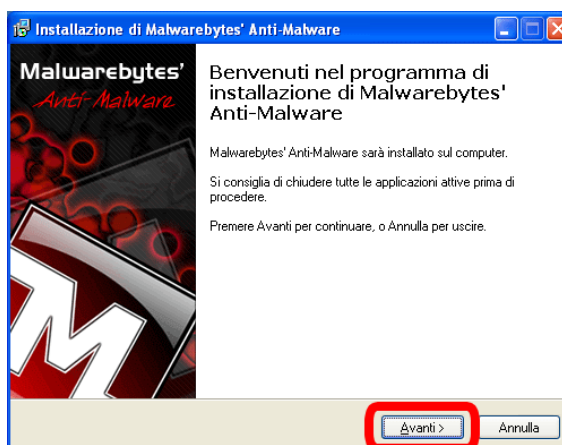 Installazione di Malwarebytes' Anti-Malware
Malwarebytes'
Anti-Malware
Benvenuti nel programma di
installazione di Malwarebytes'
Anti-Malware
Malwarebytes' Anti-Malware sarà installato sul computer.
Si consiglia di chiudere tutte le applicazioni attive prima di
procedere.
Premere Avanti per continuare, o Annulla per uscire.
Avanti >
Annulla